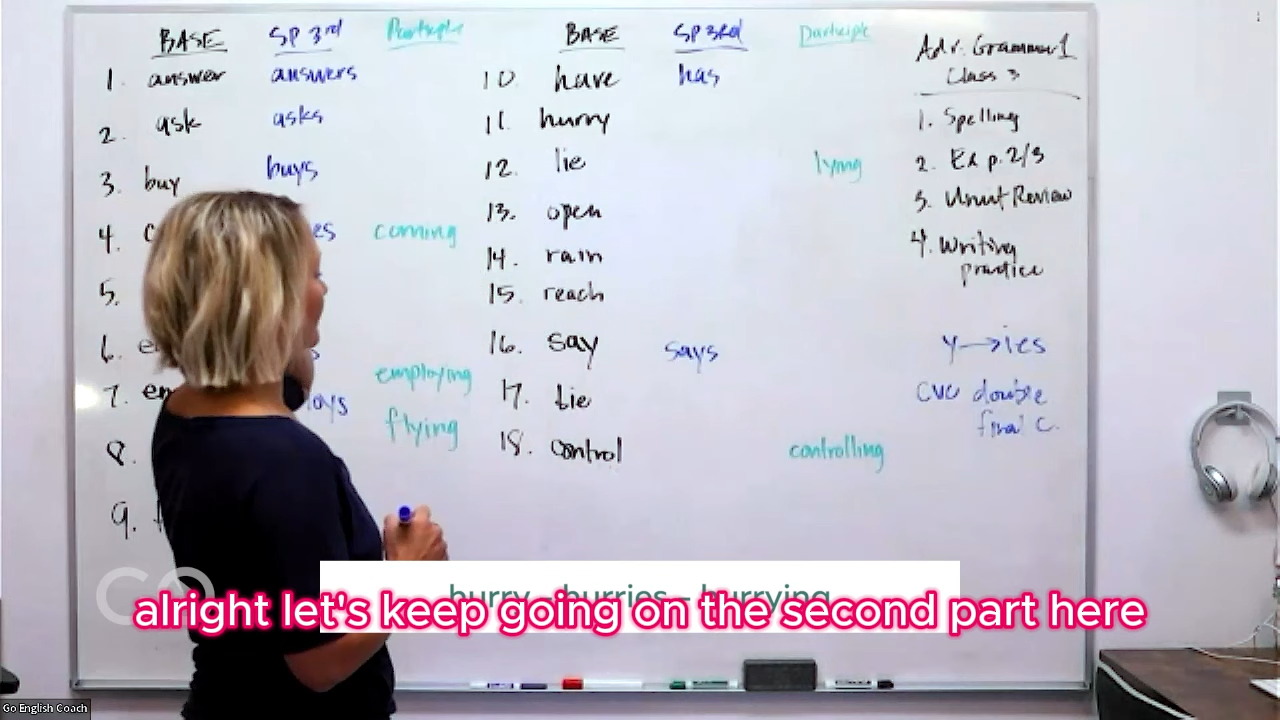 BASE SP 3rd Participle
1. answer answers
2. ask asks
3. buy buys
4. coming
5.
6.
7. employing
8. flying
9.
BASE SP3rd Participle
10 have has
11. hurry
12. lie lying
13. open
14. rain
15. reach
16. say says
17. tie
18. control controlling
Adv. Grammar 1
Class 3
1. Spelling
2. Ex p. 2/3
3. Unit Review
4. Writing
practice
y→ies
CVC double
final c.
hurry - hurries - hurrying
alright let's keep going on the second part here
Go English Coach